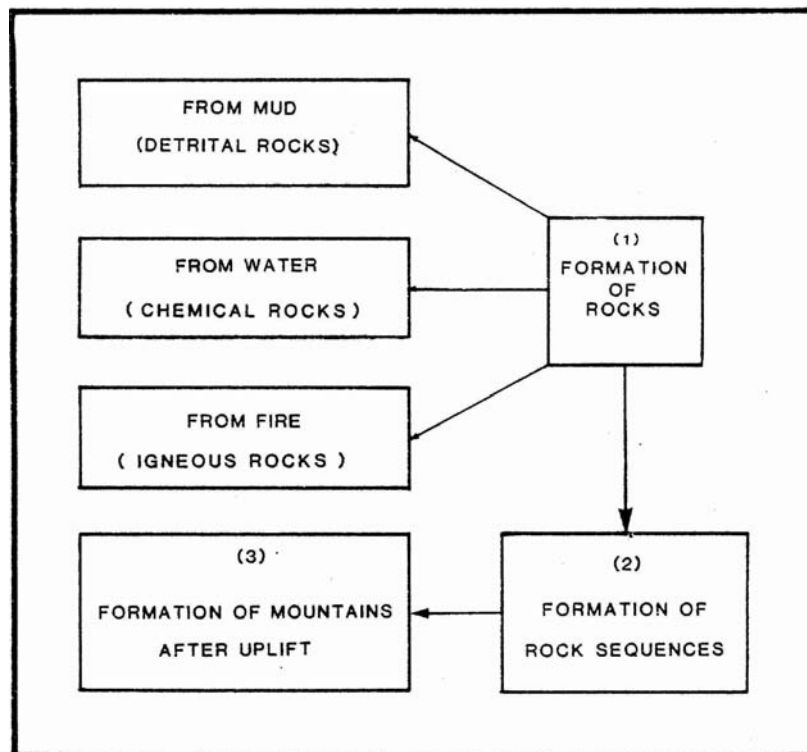 FROM MUD
(DETRITAL ROCKS)
FROM WATER
( CHEMICAL ROCKS )
FROM FIRE
( IGNEOUS ROCKS )
(1)
FORMATION
OF
ROCKS
(2)
FORMATION OF
ROCK SEQUENCES
(3)
FORMATION OF MOUNTAINS
AFTER UPLIFT